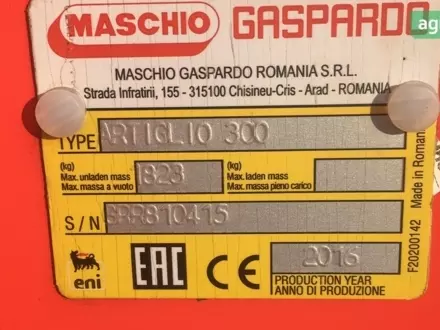 MASCHIO GASPARDO
ag
MASCHIO GASPARDO ROMANIA S.R.L.
Strada Infratirii, 155 - 315100 Chisineu-Cris - Arad - ROMANIA
TYPE ARTIGLIO 300
(kg)
Max. unladen mass
Max. massa a vuoto
1823
(kg)
Max. laden mass
Max. massa pieno carico
S/N
eni
EAC
CE
2016
PRODUCTION YEAR
ANNO DI PRODUZIONE
F20200142
Made in